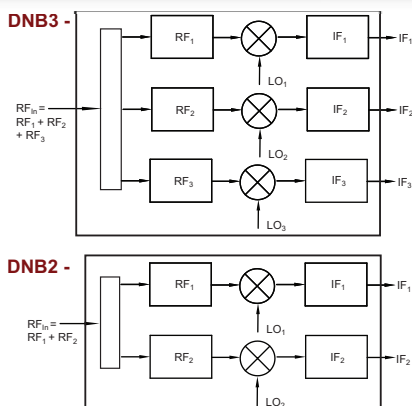 DNB3 -
RF1
IF1
IF1
LO1
RFIn =
RF1 + RF2
+ RF3
RF2
IF2
IF2
LO2
RF3
IF3
IF3
LO3
DNB2 -
RF1
IF1
IF1
LO1
RFIn =
RF1 + RF2
RF2
IF2
IF2
LO2